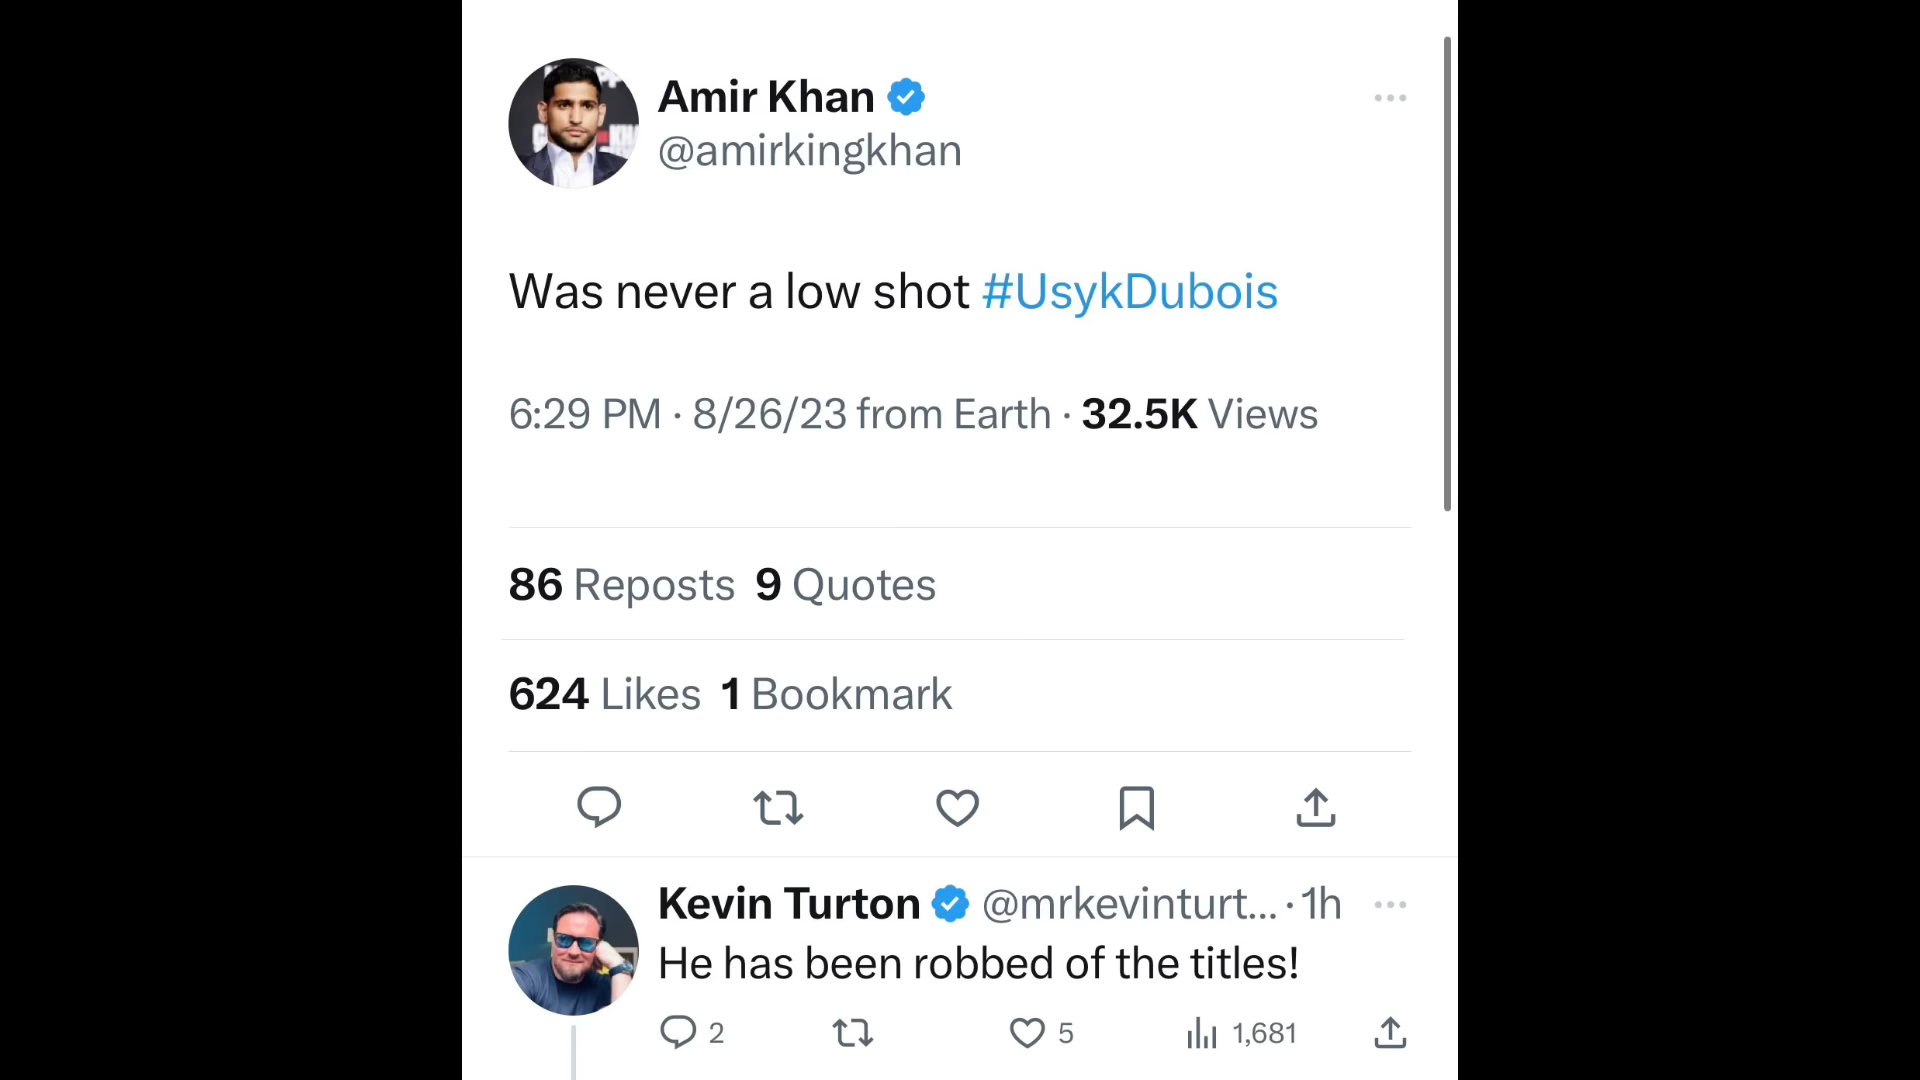 Amir Khan
@amirkingkhan
Was never a low shot #UsykDubois
6:29 PM · 8/26/23 from Earth · 32.5K Views
86 Reposts 9 Quotes
624 Likes 1 Bookmark
Kevin Turton @mrkevinturt... · 1h
He has been robbed of the titles!
2 5 1,681